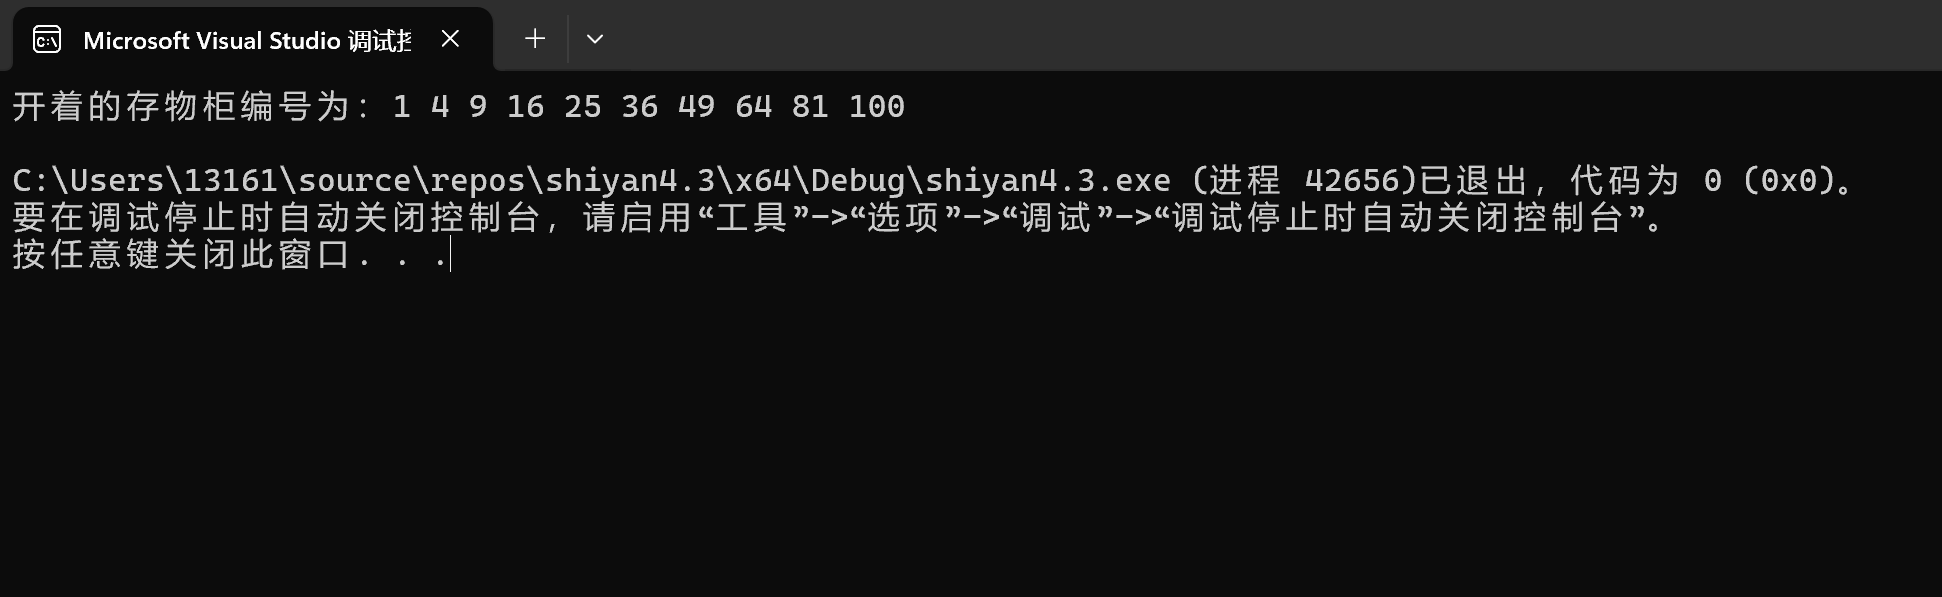 Microsoft Visual Studio 调试
开着的存物柜编号为: 1 4 9 16 25 36 49 64 81 100
C:\Users\13161\source\repos\shiyan4.3\x64\Debug\shiyan4.3.exe (进程 42656)已退出，代码为 0 (0x0)。
要在调试停止时自动关闭控制台，请启用“工具”->“选项”->“调试”->“调试停止时自动关闭控制台”。
按任意键关闭此窗口. . .